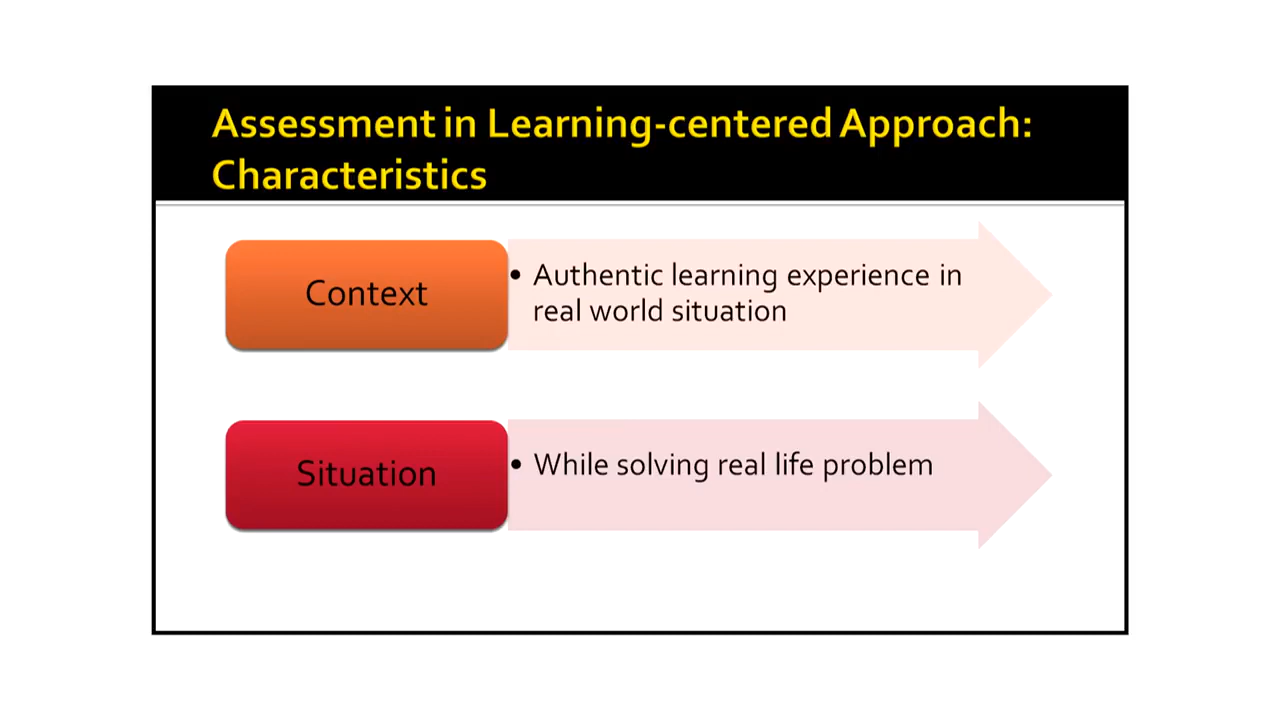 Assessment in Learning-centered Approach:
Characteristics
Context
• Authentic learning experience in
real world situation
Situation
• While solving real life problem